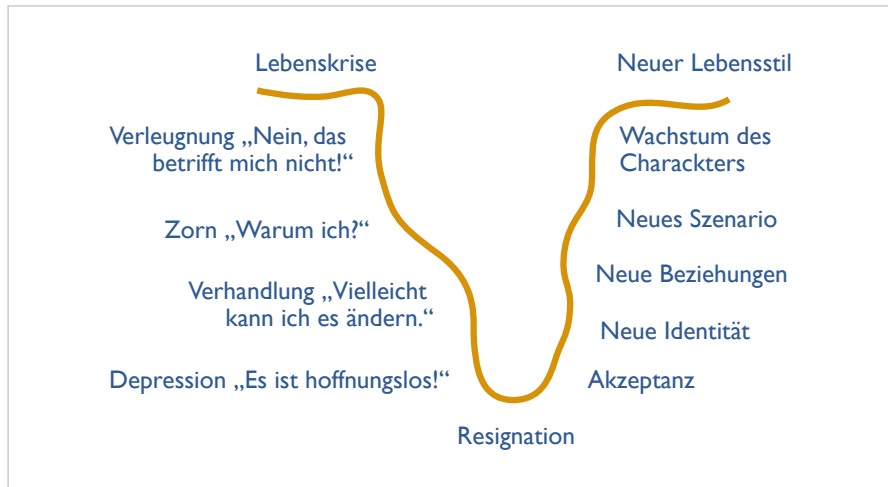 Lebenskrise
Verleugnung „Nein, das
betrifft mich nicht!“
Zorn „Warum ich?“
Verhandlung „Vielleicht
kann ich es ändern.“
Depression „Es ist hoffnungslos!“
Resignation
Akzeptanz
Neue Identität
Neue Beziehungen
Neues Szenario
Wachstum des
Charackters
Neuer Lebensstil